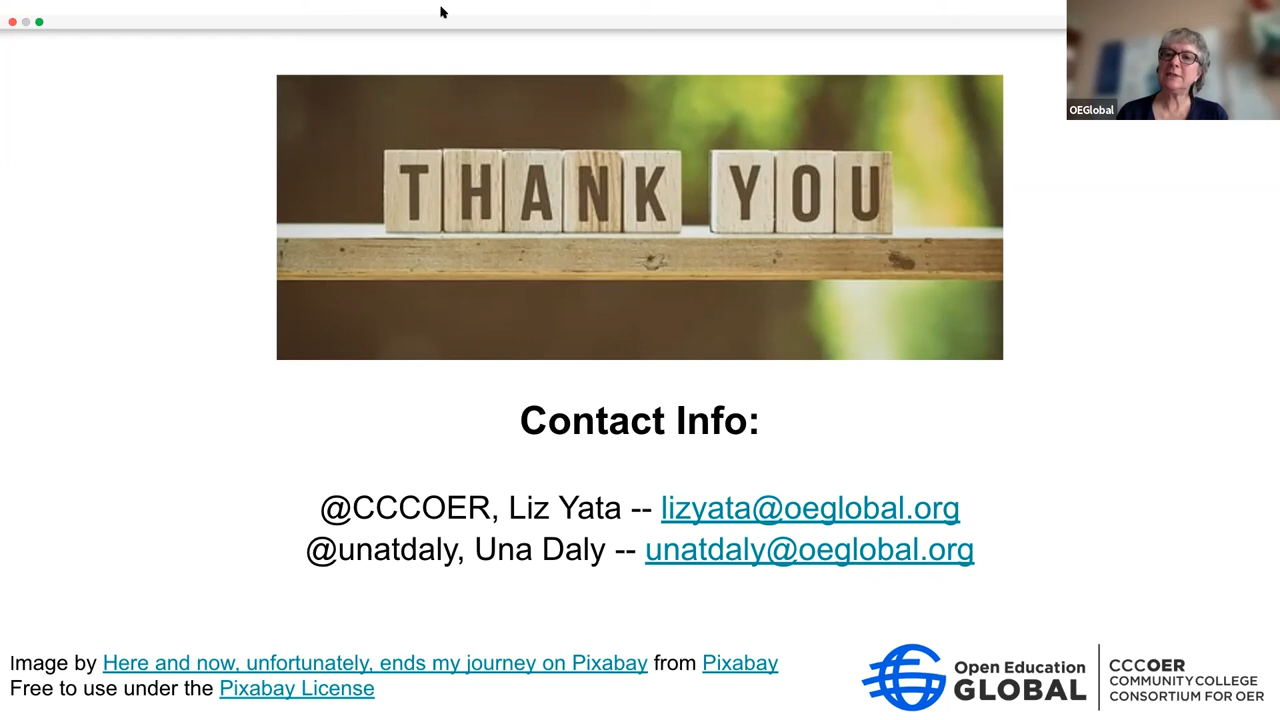 OEGlobal
THANK YOU
Contact Info:
@CCCOER, Liz Yata -- lizyata@oeglobal.org
@unatdaly, Una Daly -- unatdaly@oeglobal.org
Image by Here and now, unfortunately, ends my journey on Pixabay from Pixabay
Free to use under the Pixabay License
Open Education
GLOBAL
CCCOER
COMMUNITY COLLEGE
CONSORTIUM FOR OER